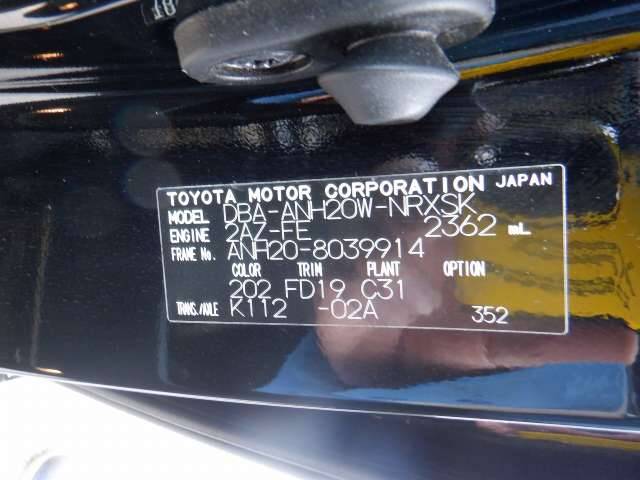 TOYOTA MOTOR CORPORATION JAPAN
MODEL DBA-ANH20W-NRXSK
ENGINE 2AZ-FE 2362 mL
FRAME No. ANH20-8039914
COLOR TRIM PLANT OPTION
202 FD19 C31
TRANS./AXLE K112 -02A 352